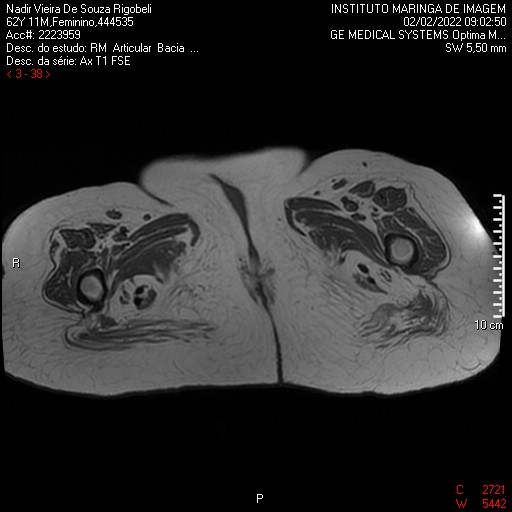 Nadir Vieira De Souza Rigobeli
62Y 11M,Feminino,444535
Acc#: 2223959
Desc. do estudo: RM Articular Bacia ...
Desc. da série: Ax T1 FSE
< 3 - 38 >
INSTITUTO MARINGA DE IMAGEM
02/02/2022 09:02:50
GE MEDICAL SYSTEMS Optima M...
SW 5,50 mm
R
10 cm
P
C 2721
W 5442